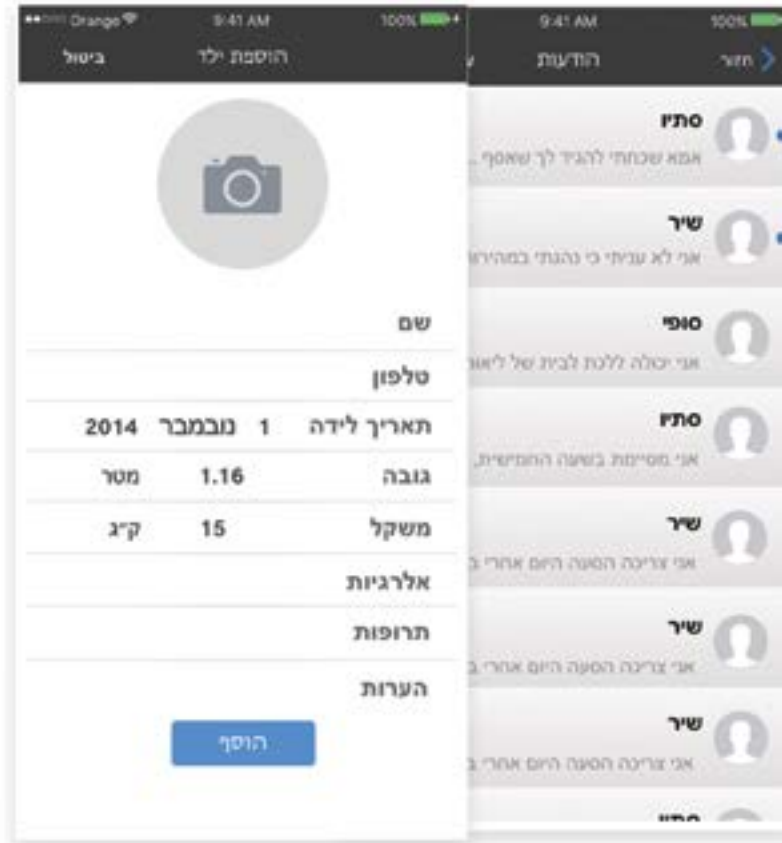 Orange 9:41 AM 100%
ביטול הוספת ילד
שם
טלפון
תאריך לידה 1 נובמבר 2014
גובה 1.16 מטר
משקל 15 ק״ג
אלרגיות
תרופות
הערות
הוסף
9:41 AM 100%
חזור הודעות
סתיו
אמא שכחתי להגיד לך שאסף ...
שיר
אני לא עניתי כי נהגתי במהירות
סופי
אני יכולה ללכת לבית של ליאור
סתיו
אני מסיימת בשעה החמישית,
שיר
אני צריכה הסעה היום אחרי ב
שיר
אני צריכה הסעה היום אחרי ב
שיר
אני צריכה הסעה היום אחרי ב
סתיו